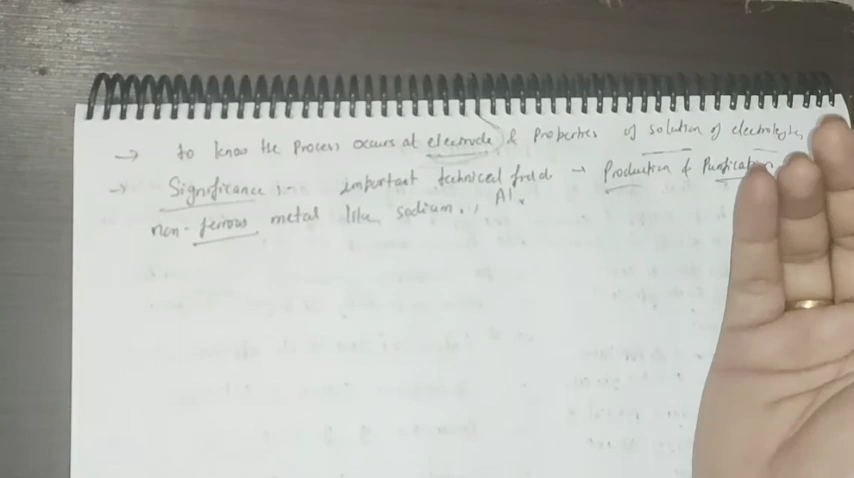 → to know the Process occurs at electrode & Properties of solution of electrolytes
→ Significance in important technical field → Production & Purification
non-ferrous metal like sodium, Al